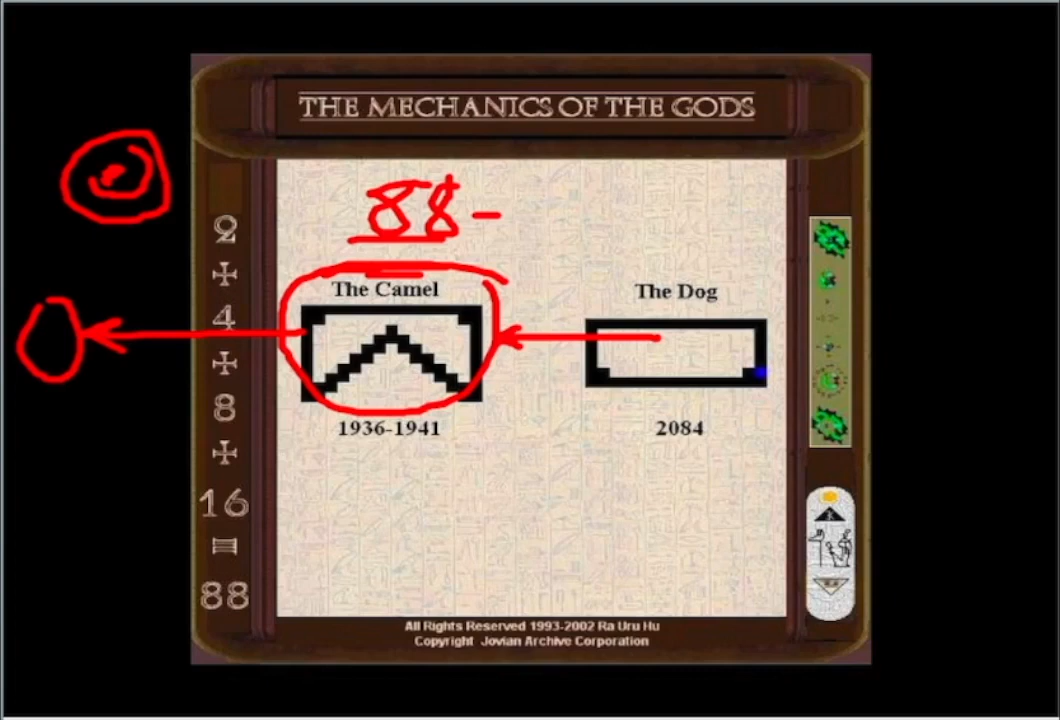 THE MECHANICS OF THE GODS
88-
The Camel
The Dog
1936-1941
2084
2
4
8
16
88
All Rights Reserved 1993-2002 Ra Uru Hu
Copyright Jovian Archive Corporation